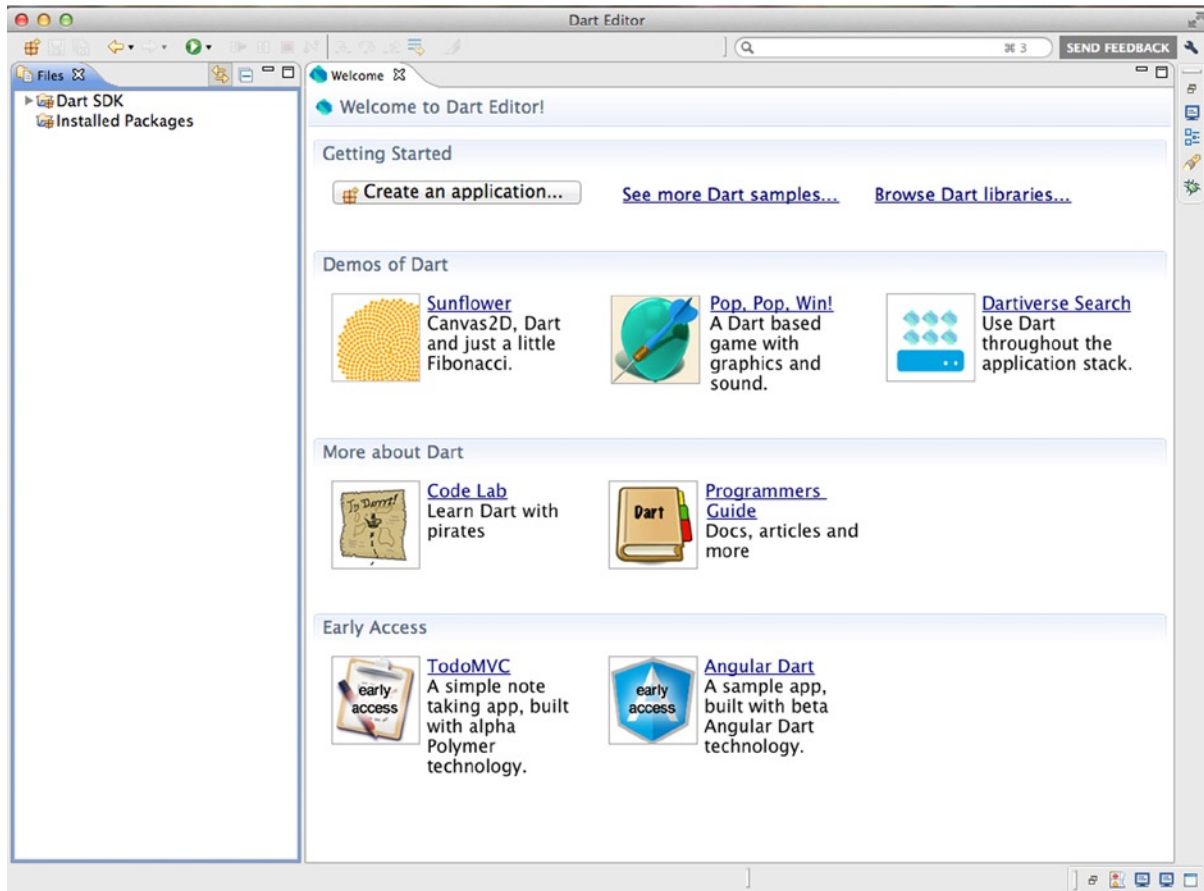 Dart Editor
⌘ 3
SEND FEEDBACK
Files
Welcome
Dart SDK
Installed Packages
Welcome to Dart Editor!
Getting Started
Create an application...
See more Dart samples...
Browse Dart libraries...
Demos of Dart
Sunflower
Canvas2D, Dart
and just a little
Fibonacci.
Pop, Pop, Win!
A Dart based
game with
graphics and
sound.
Dartiverse Search
Use Dart
throughout the
application stack.
More about Dart
To Darrrt!
Code Lab
Learn Dart with
pirates
Dart
Programmers
Guide
Docs, articles and
more
Early Access
early
access
TodoMVC
A simple note
taking app, built
with alpha
Polymer
technology.
early
access
Angular Dart
A sample app,
built with beta
Angular Dart
technology.